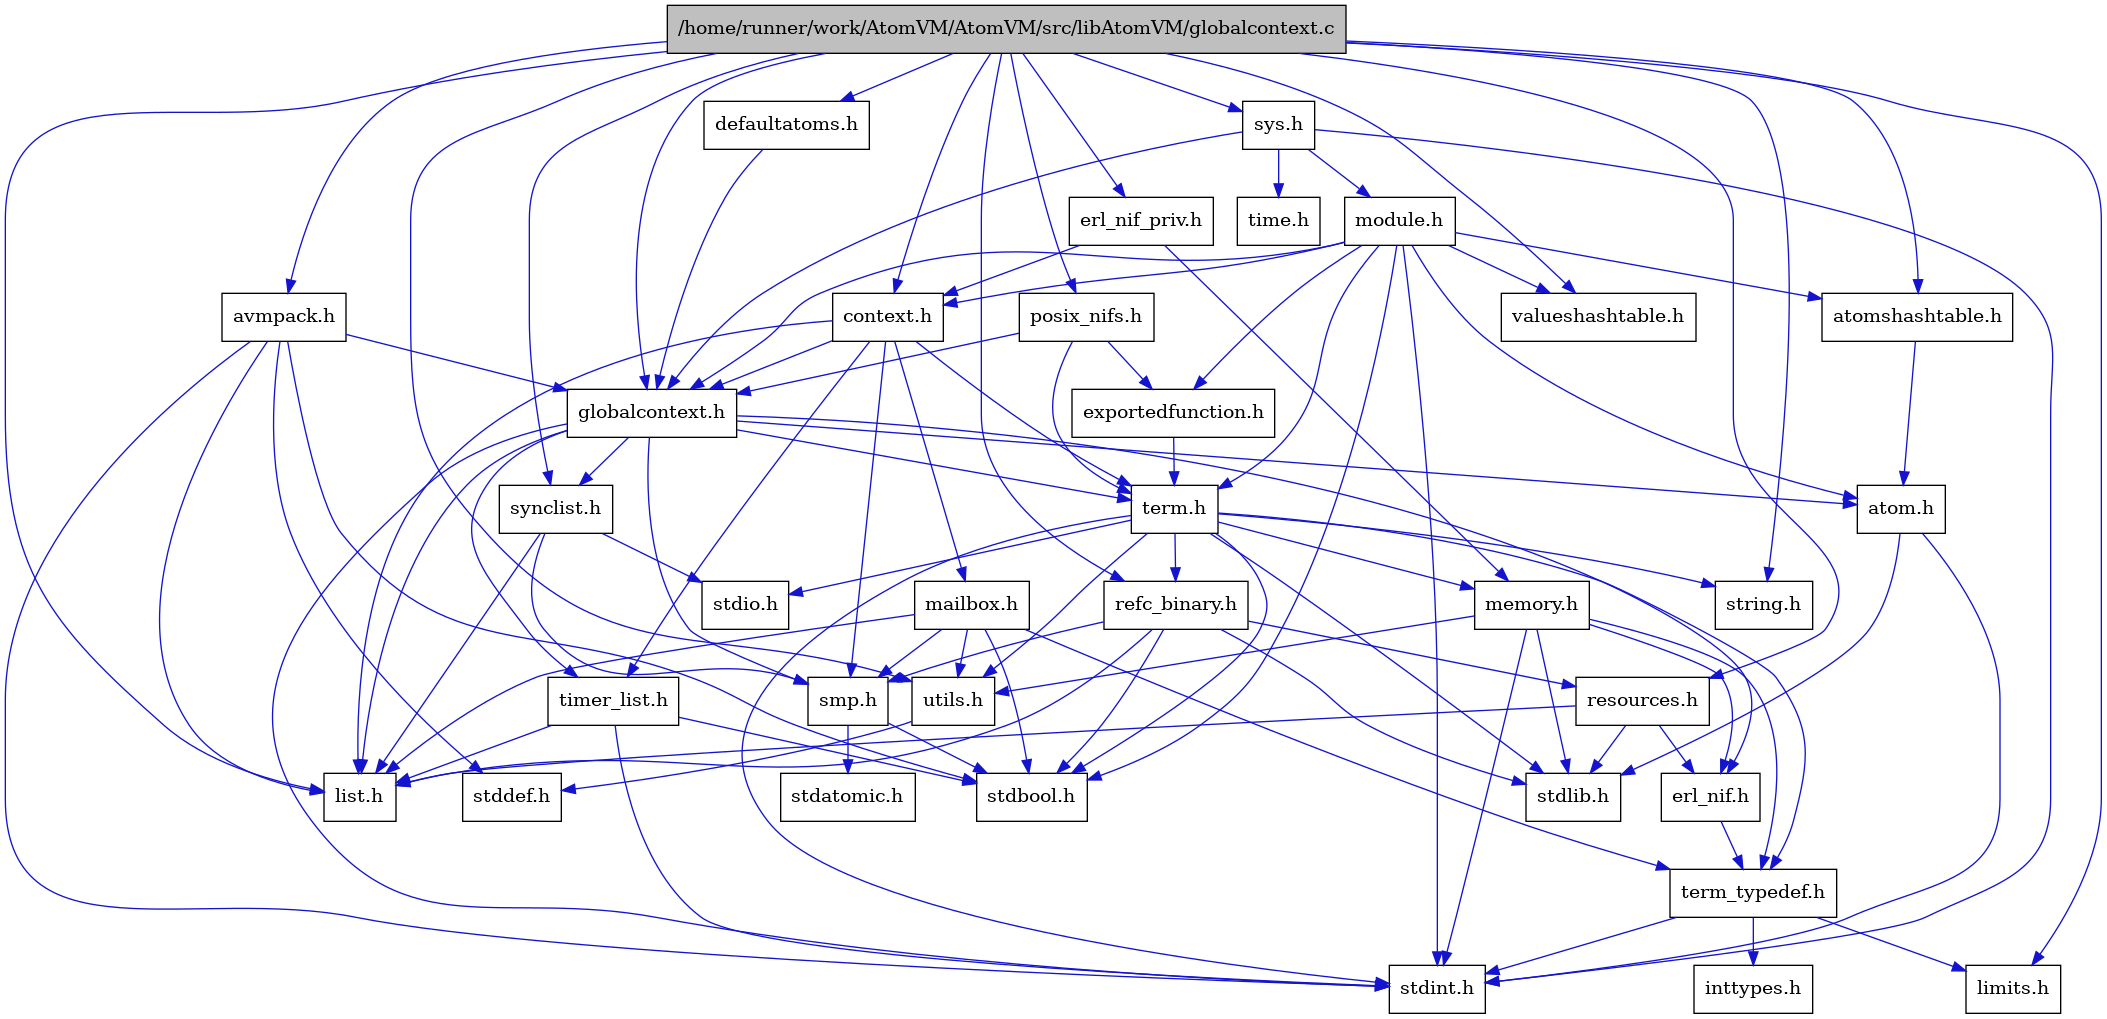 /home/runner/work/AtomVM/AtomVM/src/libAtomVM/globalcontext.c
defaultatoms.h
sys.h
erl_nif_priv.h
time.h
module.h
avmpack.h
context.h
posix_nifs.h
valueshashtable.h
atomshashtable.h
globalcontext.h
exportedfunction.h
synclist.h
term.h
atom.h
stdio.h
mailbox.h
refc_binary.h
memory.h
string.h
timer_list.h
smp.h
utils.h
resources.h
list.h
stddef.h
stdatomic.h
stdbool.h
stdlib.h
erl_nif.h
term_typedef.h
stdint.h
inttypes.h
limits.h